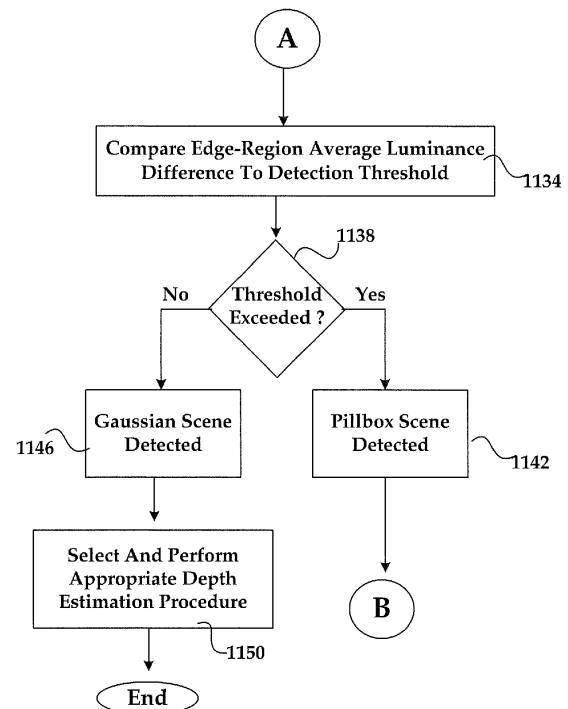 A
Compare Edge-Region Average Luminance
Difference To Detection Threshold
1134
1138
No
Threshold
Exceeded ?
Yes
Gaussian Scene
Detected
1146
Pillbox Scene
Detected
1142
Select And Perform
Appropriate Depth
Estimation Procedure
1150
B
End